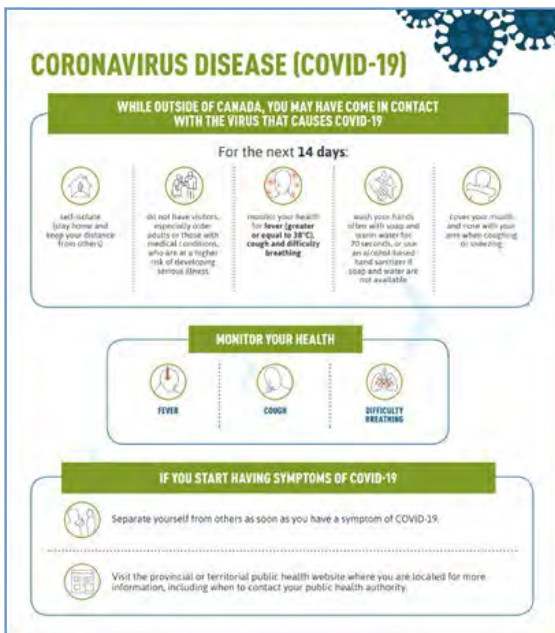 CORONAVIRUS DISEASE (COVID-19)
WHILE OUTSIDE OF CANADA, YOU MAY HAVE COME IN CONTACT
WITH THE VIRUS THAT CAUSES COVID-19
For the next 14 days:
self-isolate
(stay home and
keep your distance
from others)
do not have visitors,
especially older
adults or those with
medical conditions,
who are at a higher
risk of developing
serious illness
monitor your health
for fever (greater
or equal to 38°C),
cough and difficulty
breathing
wash your hands
often with soap and
warm water for
20 seconds, or use
an alcohol-based
hand sanitizer if
soap and water are
not available
cover your mouth
and nose with your
arm when coughing
or sneezing
MONITOR YOUR HEALTH
FEVER
COUGH
DIFFICULTY
BREATHING
IF YOU START HAVING SYMPTOMS OF COVID-19
Separate yourself from others as soon as you have a symptom of COVID-19.
Visit the provincial or territorial public health website where you are located for more
information, including when to contact your public health authority.